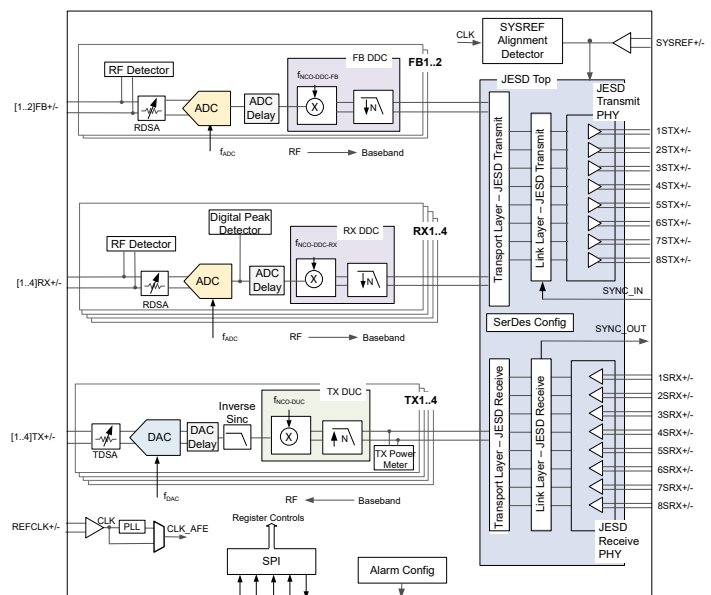 CLK
SYSREF
Alignment
Detector
SYSREF+/-
FB DDC
FB1..2
RF Detector
fNCO-DDC-FB
[1..2]FB+/-
RDSA
ADC
ADC
Delay
X
N
fADC
RF
Baseband
JESD Top
JESD
Transmit
PHY
Transport Layer – JESD Transmit
Link Layer – JESD Transmit
1STX+/-
2STX+/-
3STX+/-
4STX+/-
5STX+/-
6STX+/-
7STX+/-
8STX+/-
SYNC_IN
Digital Peak
Detector
RX DDC
RX1..4
RF Detector
fNCO-DDC-RX
[1..4]RX+/-
RDSA
ADC
ADC
Delay
X
N
fADC
RF
Baseband
SerDes Config
SYNC_OUT
TX DUC
TX1..4
Inverse
Sinc
fNCO-DUC
[1..4]TX+/-
TDSA
DAC
DAC
Delay
X
N
TX Power
Meter
fDAC
RF
Baseband
Transport Layer – JESD Receive
Link Layer – JESD Receive
1SRX+/-
2SRX+/-
3SRX+/-
4SRX+/-
5SRX+/-
6SRX+/-
7SRX+/-
8SRX+/-
JESD
Receive
PHY
REFCLK+/-
CLK
PLL
CLK_AFE
Register Controls
SPI
Alarm Config